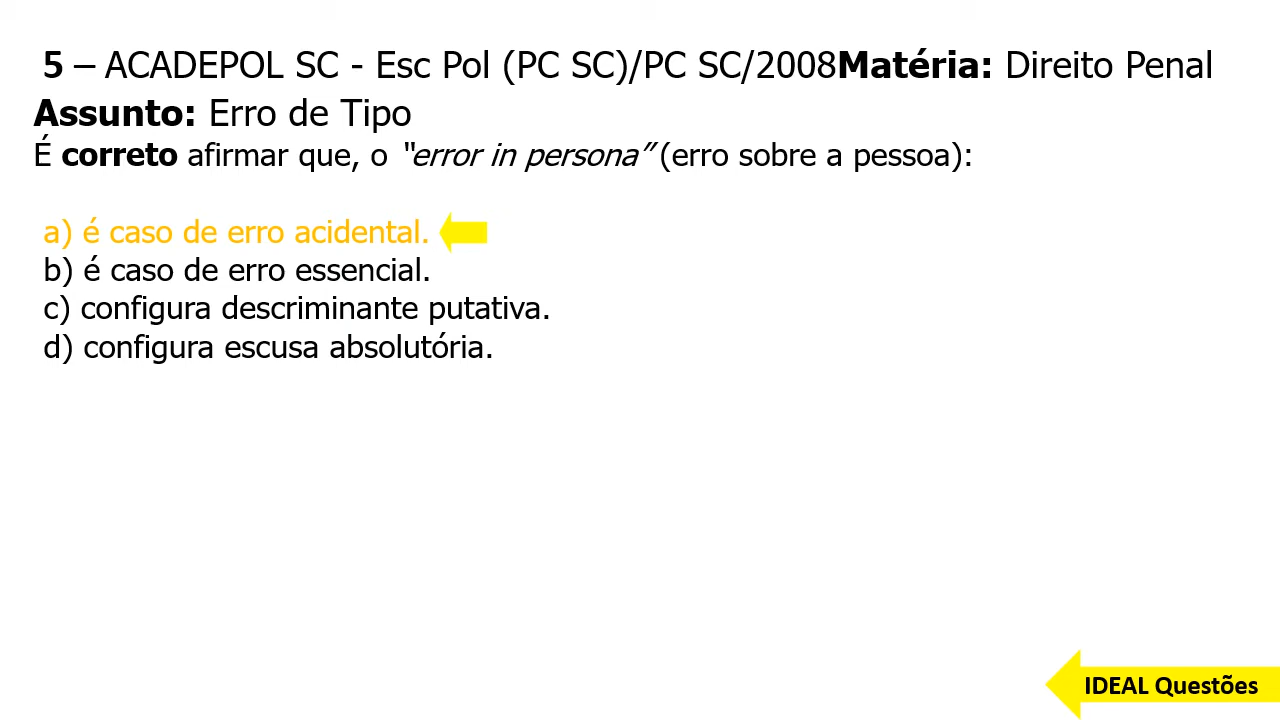 5 – ACADEPOL SC - Esc Pol (PC SC)/PC SC/2008Matéria: Direito Penal
Assunto: Erro de Tipo
É correto afirmar que, o “error in persona” (erro sobre a pessoa):
a) é caso de erro acidental.
b) é caso de erro essencial.
c) configura descriminante putativa.
d) configura escusa absolutória.
IDEAL Questões